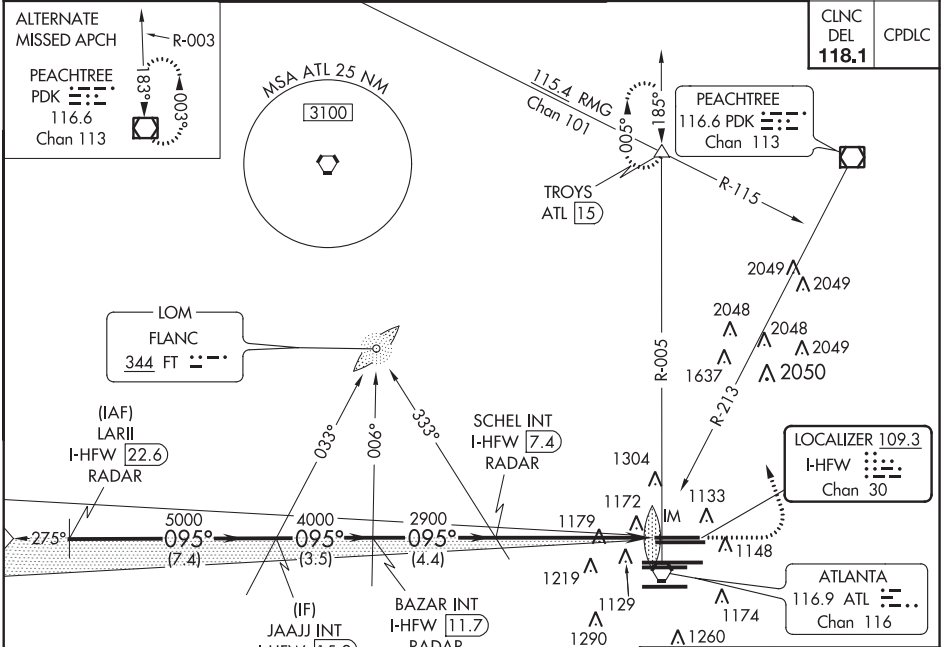 ALTERNATE
MISSED APCH
R-003
183°
003°
PEACHTREE
PDK
116.6
Chan 113
MSA ATL 25 NM
3100
CLNC
DEL
118.1
CPDLC
115.4 RMG
Chan 101
005°
185°
PEACHTREE
116.6 PDK
Chan 113
TROYS
ATL 15
R-115
2049
2049
2048
2048
2049
1637
2050
R-005
R-213
LOM
FLANC
344 FT
033°
006°
333°
(IAF)
LARII
I-HFW 22.6
RADAR
SCHEL INT
I-HFW 7.4
RADAR
LOCALIZER 109.3
I-HFW
Chan 30
1304
1172
1133
1179
IM
1148
275°
5000
095°
(7.4)
4000
095°
(3.5)
2900
095°
(4.4)
1219
1129
1290
1174
1260
ATLANTA
116.9 ATL
Chan 116
(IF)
JAAJJ INT
BAZAR INT
I-HFW 11.7
RADAR